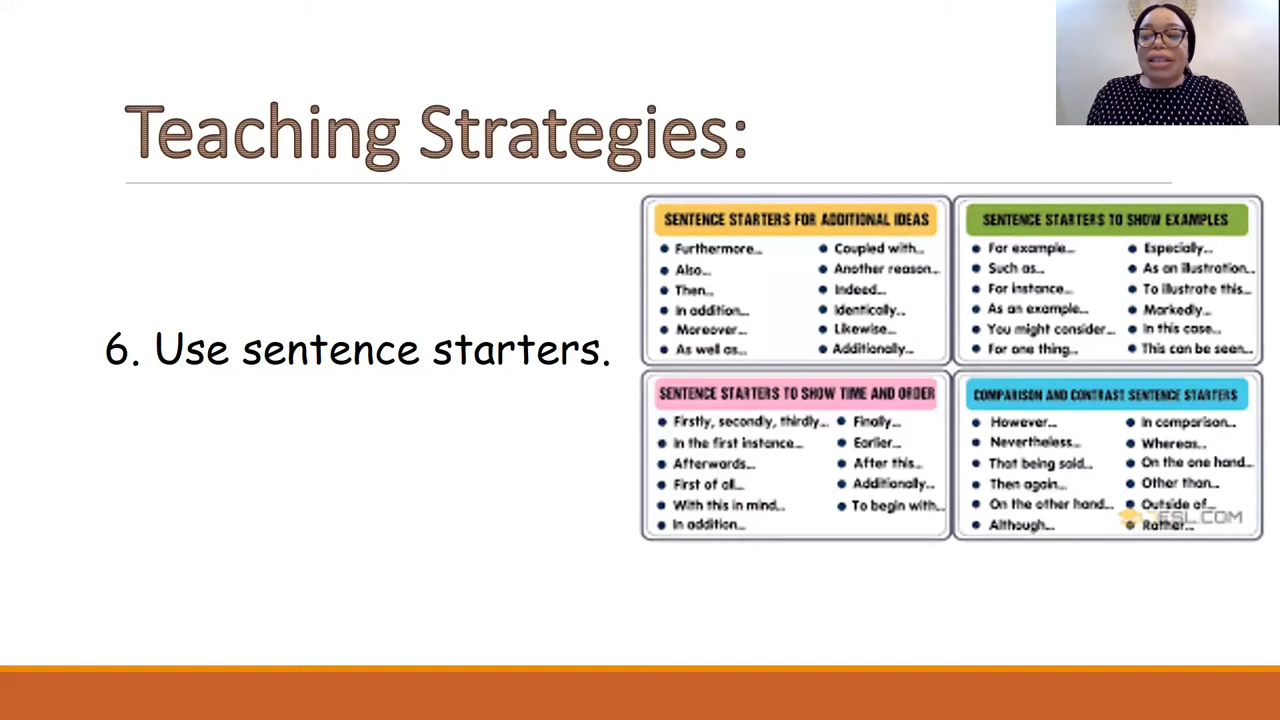 Teaching Strategies:
6. Use sentence starters.
SENTENCE STARTERS FOR ADDITIONAL IDEAS
Furthermore...
Also...
Then...
In addition...
Moreover...
As well as...
Coupled with...
Another reason...
Indeed...
Identically...
Likewise...
Additionally...
SENTENCE STARTERS TO SHOW EXAMPLES
For example...
Such as...
For instance...
As an example...
You might consider...
For one thing...
Especially...
As an illustration...
To illustrate this...
Markedly...
In this case...
This can be seen...
SENTENCE STARTERS TO SHOW TIME AND ORDER
Firstly, secondly, thirdly...
In the first instance...
Afterwards...
First of all...
With this in mind...
In addition...
Finally...
Earlier...
After this...
Additionally...
To begin with...
COMPARISON AND CONTRAST SENTENCE STARTERS
However...
Nevertheless...
That being said...
Then again...
On the other hand...
Although...
In comparison...
Whereas...
On the one hand...
Other than...
Outside of...
Rather...
7ESL.COM